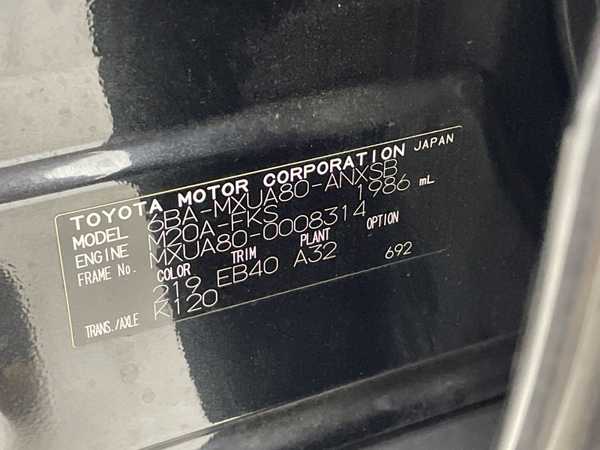 TOYOTA MOTOR CORPORATION JAPAN
MODEL 6BA-MXUA80-ANXSB
ENGINE M20A-FKS 1986 mL
FRAME No. MXUA80-0008314
COLOR TRIM PLANT OPTION
219 EB40 A32 692
TRANS./AXLE K120